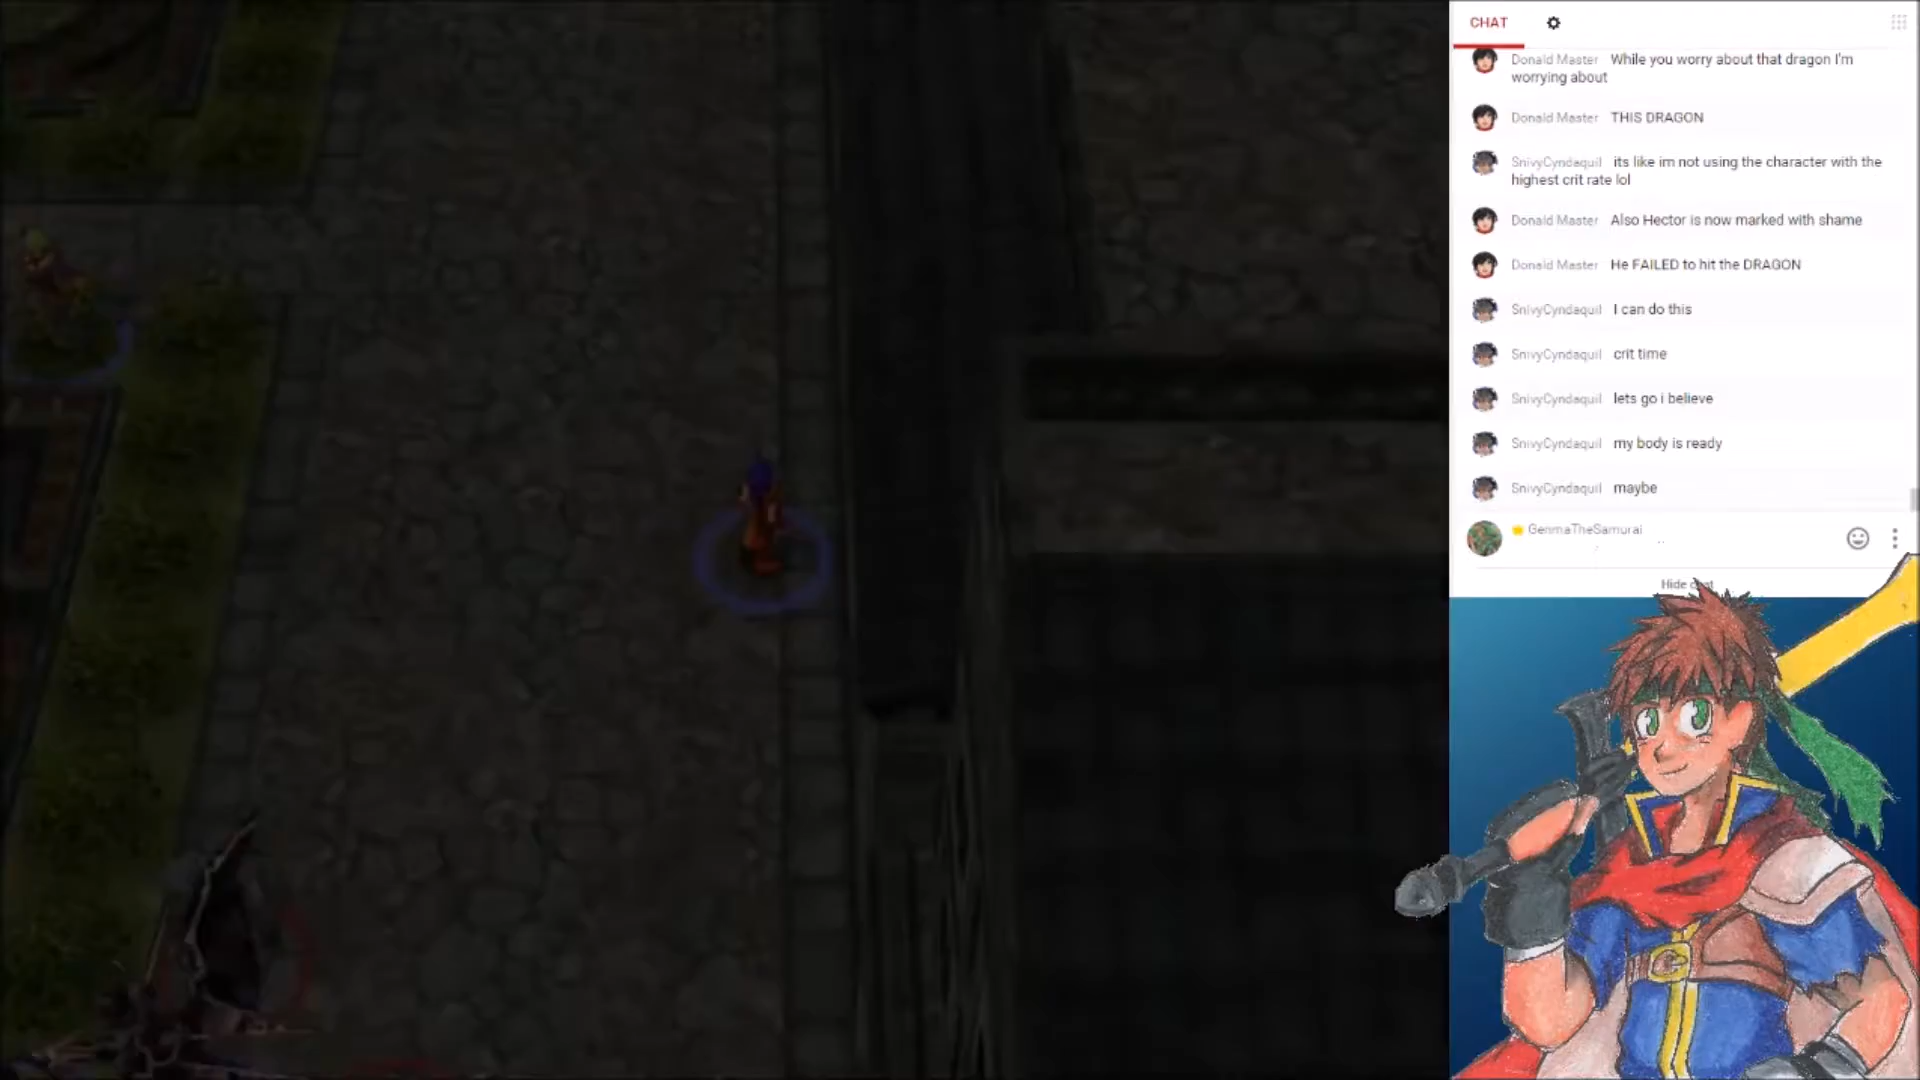 CHAT
Donald Master While you worry about that dragon I'm
worrying about
Donald Master THIS DRAGON
SnivyCyndaquil its like im not using the character with the
highest crit rate lol
Donald Master Also Hector is now marked with shame
Donald Master He FAILED to hit the DRAGON
SnivyCyndaquil I can do this
SnivyCyndaquil crit time
SnivyCyndaquil lets go i believe
SnivyCyndaquil my body is ready
SnivyCyndaquil maybe
GenmaTheSamurai
Hide chat